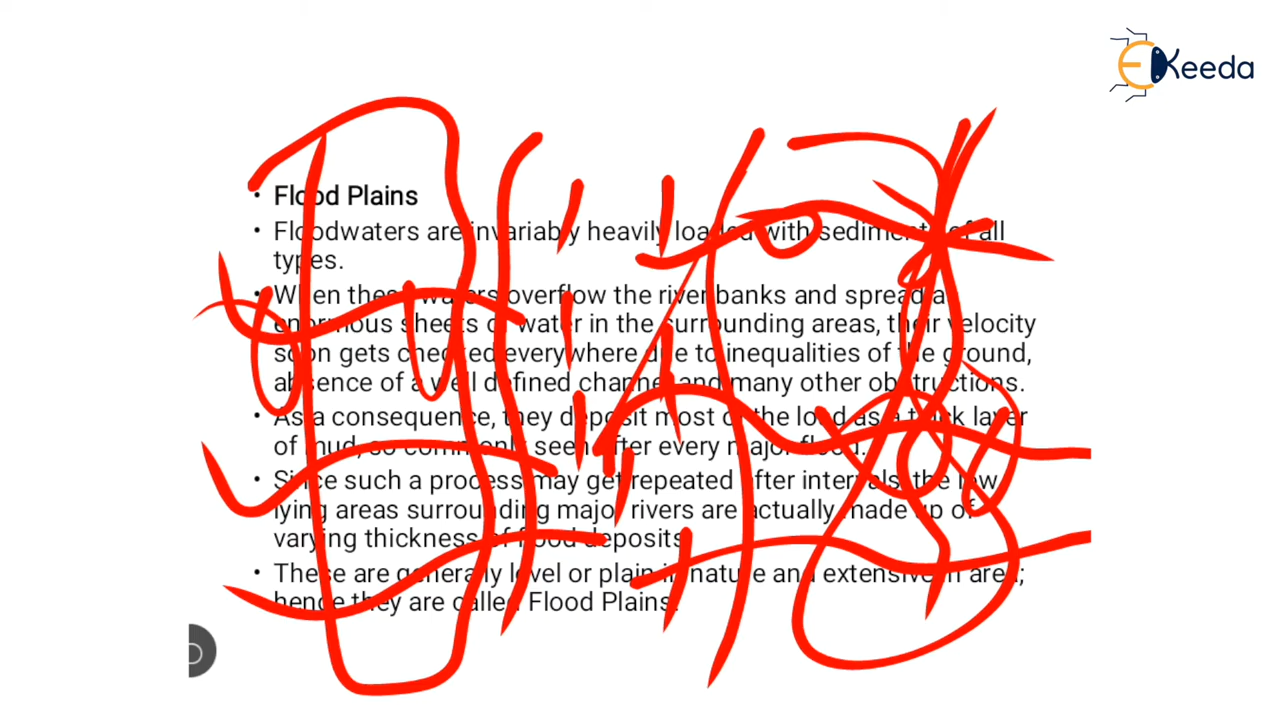 EKeeda
• Flood Plains
• Floodwaters are invariably heavily loaded with sediments of all
types.
• When these waters overflow the river banks and spread as
enormous sheets of water in the surrounding areas, their velocity
soon gets checked everywhere due to inequalities of the ground,
absence of a well defined channel and many other obstructions.
• As a consequence, they deposit most of the load as a thick layer
of mud, so commonly seen after every major flood.
• Since such a process may get repeated after intervals, the low
lying areas surrounding major rivers are actually made up of
varying thickness of flood deposits.
• These are generally level or plain in nature and extensive in area;
hence they are called Flood Plains.